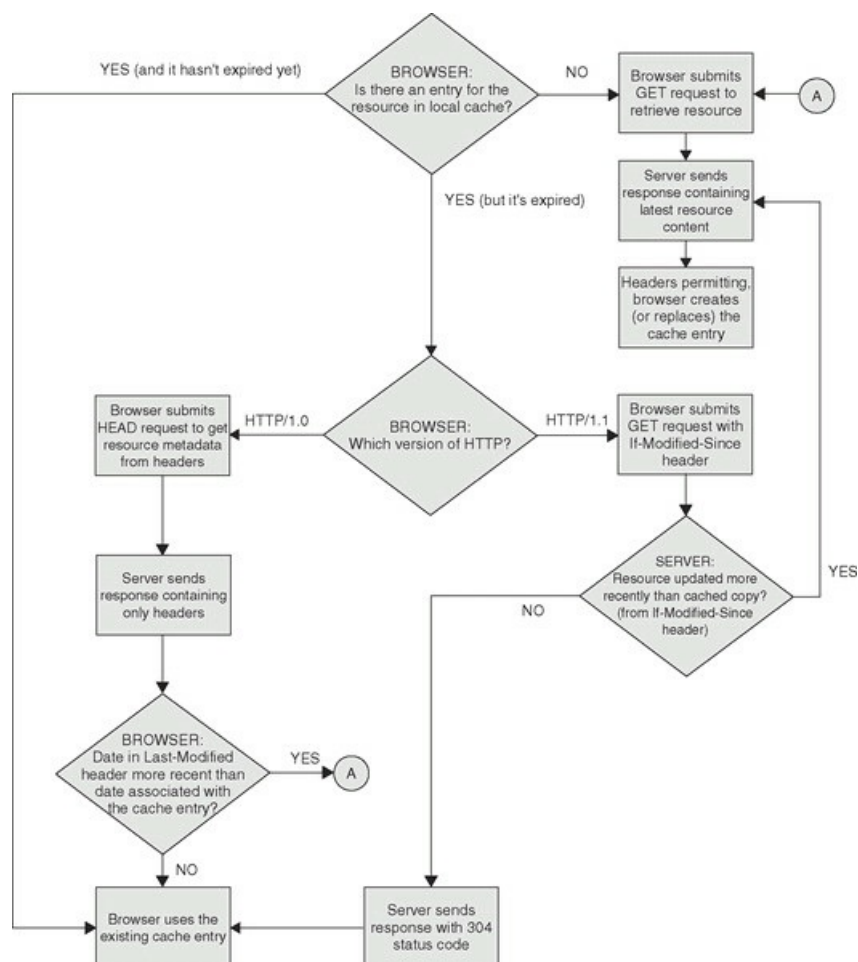 YES (and it hasn't expired yet)
BROWSER:
Is there an entry for the
resource in local cache?
NO
Browser submits
GET request to
retrieve resource
A
Server sends
response containing
latest resource
content
YES (but it's expired)
Headers permitting,
browser creates
(or replaces) the
cache entry
Browser submits
HEAD request to get
resource metadata
from headers
HTTP/1.0
BROWSER:
Which version of HTTP?
HTTP/1.1
Browser submits
GET request with
If-Modified-Since
header
Server sends
response containing
only headers
SERVER:
Resource updated more
recently than cached copy?
(from If-Modified-Since
header)
YES
NO
BROWSER:
Date in Last-Modified
header more recent than
date associated with
the cache entry?
YES
A
NO
Browser uses the
existing cache entry
Server sends
response with 304
status code